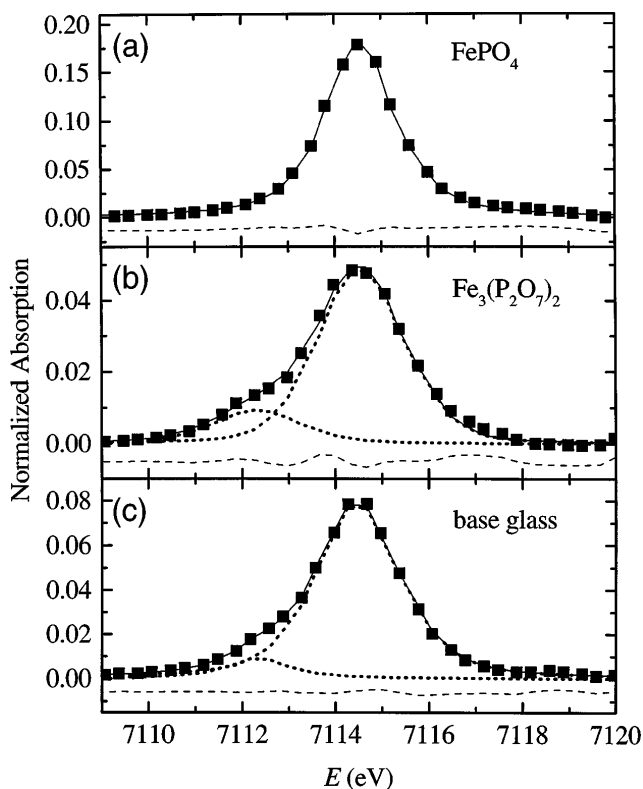 0.20
(a)
FePO₄
0.15
0.10
0.05
0.00
(b)
Fe₃(P₂O₇)₂
0.04
0.02
0.00
Normalized Absorption
(c)
base glass
0.08
0.06
0.04
0.02
0.00
7110 7112 7114 7116 7118 7120
E (eV)